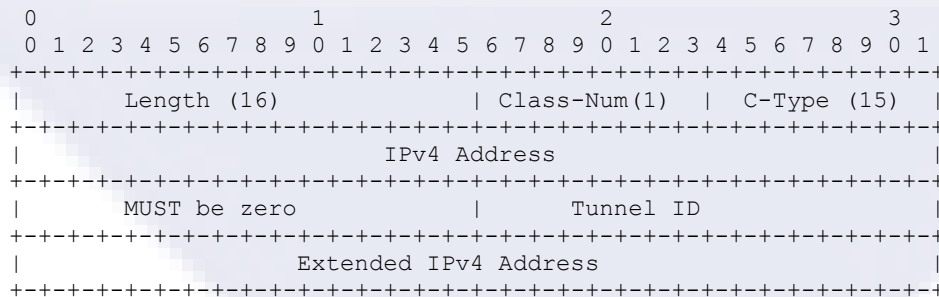 0                   1                   2                   3
0 1 2 3 4 5 6 7 8 9 0 1 2 3 4 5 6 7 8 9 0 1 2 3 4 5 6 7 8 9 0 1
+-+-+-+-+-+-+-+-+-+-+-+-+-+-+-+-+-+-+-+-+-+-+-+-+-+-+-+-+-+-+-+-+
|       Length (16)             | Class-Num(1)  |  C-Type (15)  |
+-+-+-+-+-+-+-+-+-+-+-+-+-+-+-+-+-+-+-+-+-+-+-+-+-+-+-+-+-+-+-+-+
|                         IPv4 Address                          |
+-+-+-+-+-+-+-+-+-+-+-+-+-+-+-+-+-+-+-+-+-+-+-+-+-+-+-+-+-+-+-+-+
|       MUST be zero            |      Tunnel ID                |
+-+-+-+-+-+-+-+-+-+-+-+-+-+-+-+-+-+-+-+-+-+-+-+-+-+-+-+-+-+-+-+-+
|                   Extended IPv4 Address                       |
+-+-+-+-+-+-+-+-+-+-+-+-+-+-+-+-+-+-+-+-+-+-+-+-+-+-+-+-+-+-+-+-+